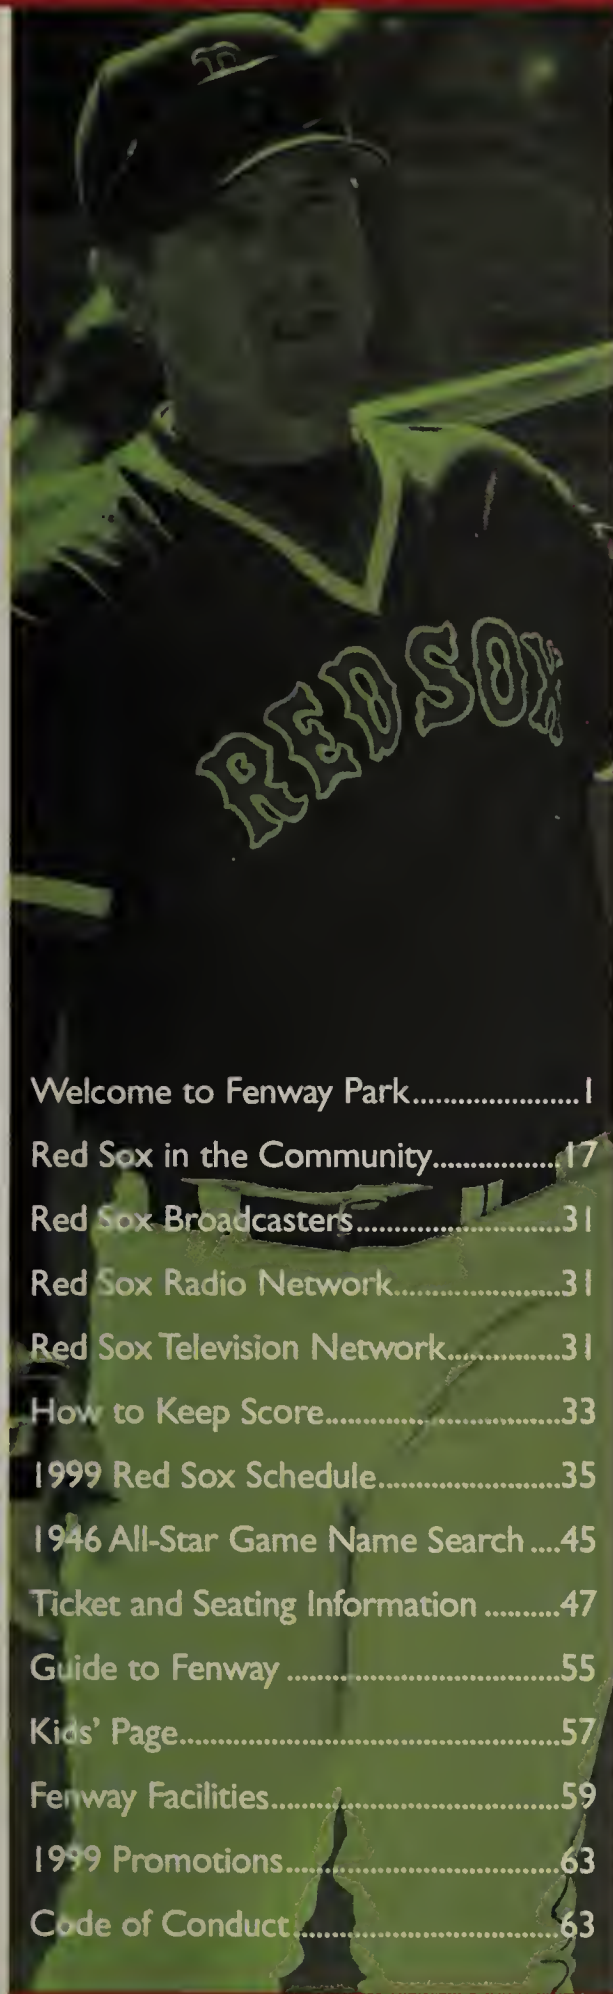 B
RED SOX
Welcome to Fenway Park......................1
Red Sox in the Community.................17
Red Sox Broadcasters...........................31
Red Sox Radio Network......................31
Red Sox Television Network...............31
How to Keep Score...............................33
1999 Red Sox Schedule........................35
1946 All-Star Game Name Search ....45
Ticket and Seating Information ..........47
Guide to Fenway ....................................55
Kids' Page..................................................57
Fenway Facilities......................................59
1999 Promotions....................................63
Code of Conduct...................................63